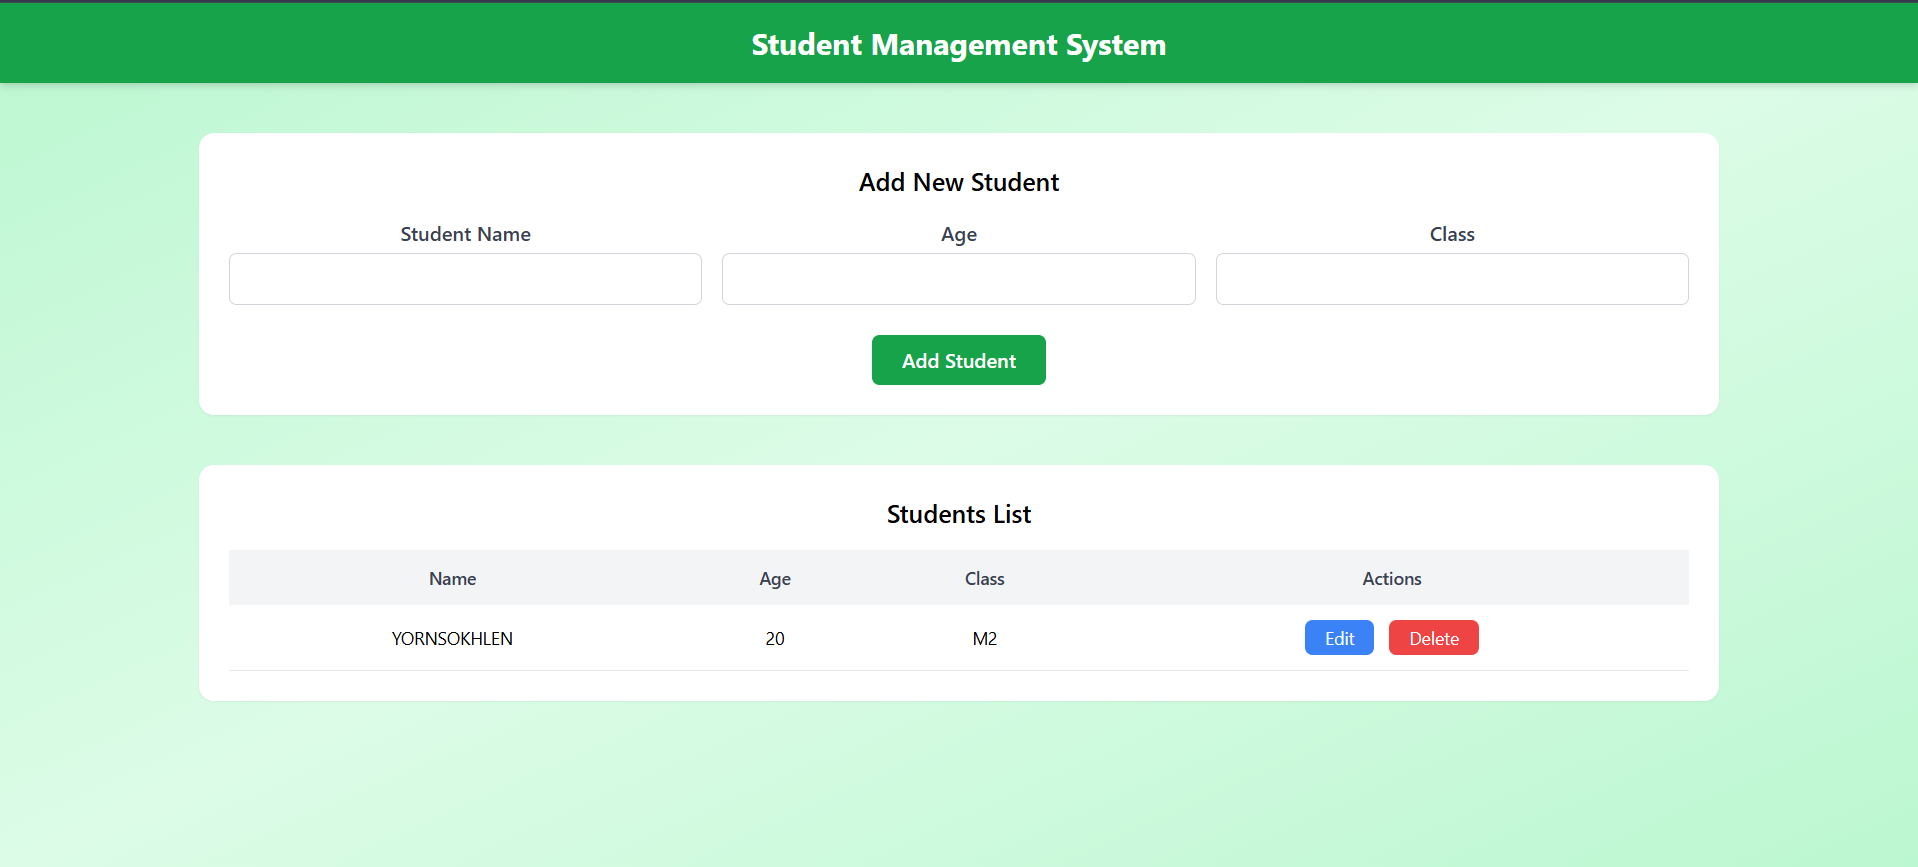 Student Management System
Add New Student
Student Name Age Class
Add Student
Students List
Name Age Class Actions
YORNSOKHLEN 20 M2 Edit Delete